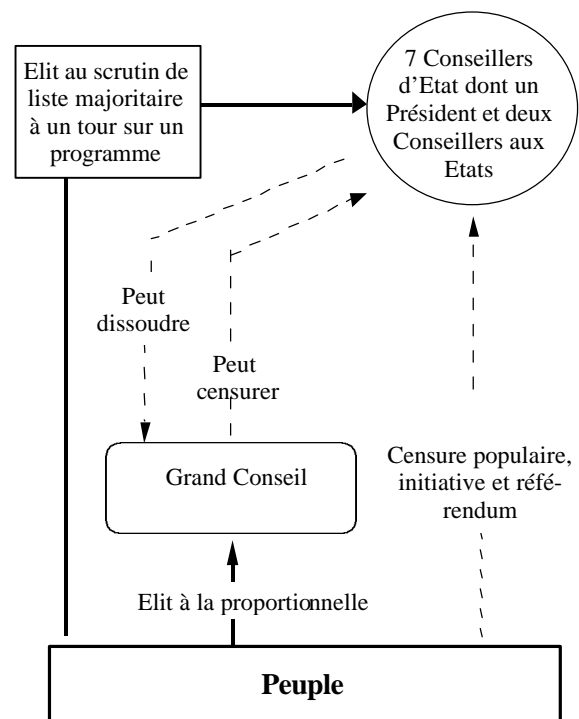 Elit au scrutin de
liste majoritaire
à un tour sur un
programme
7 Conseillers
d’Etat dont un
Président et deux
Conseillers aux
Etats
Peut
dissoudre
Peut
censurer
Grand Conseil
Censure populaire,
initiative et réfé-
rendum
Elit à la proportionnelle
Peuple